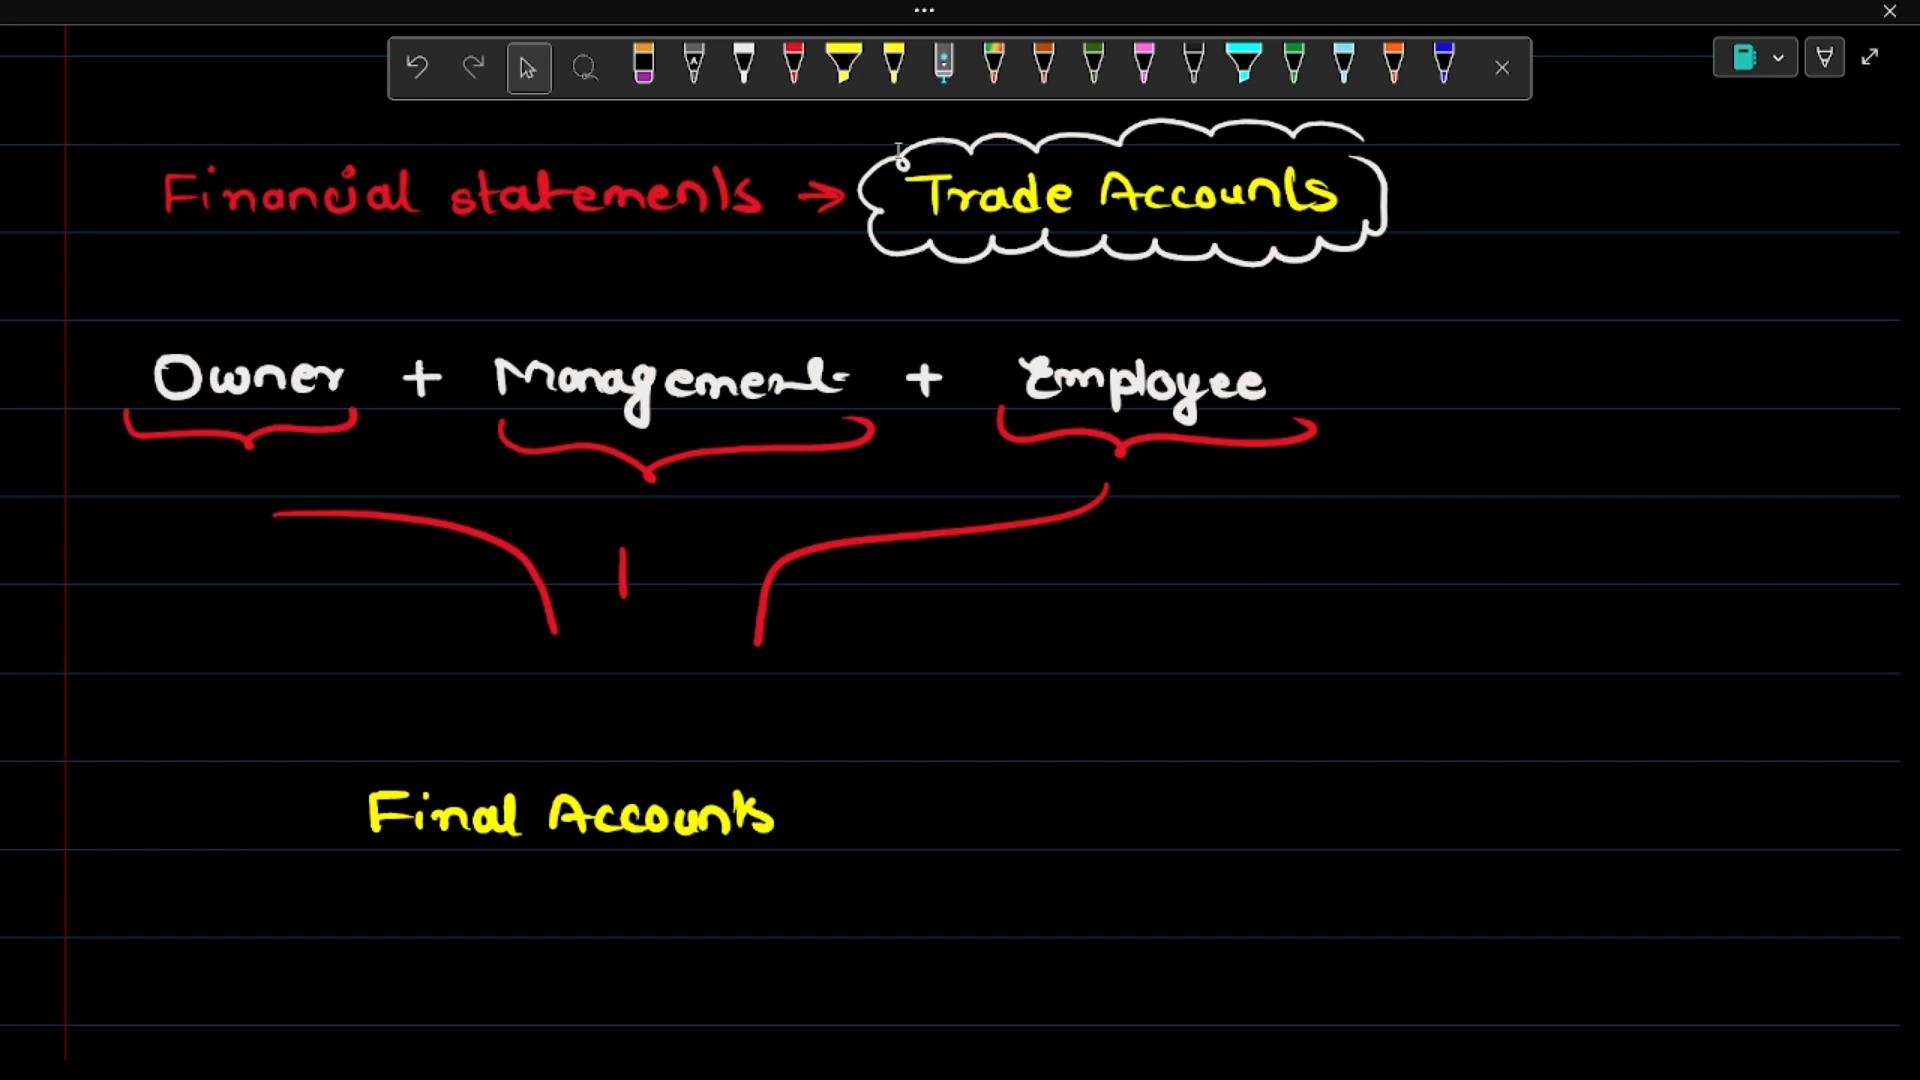 Financial statements → Trade Accounts
Owner + Management + Employee
Final Accounts